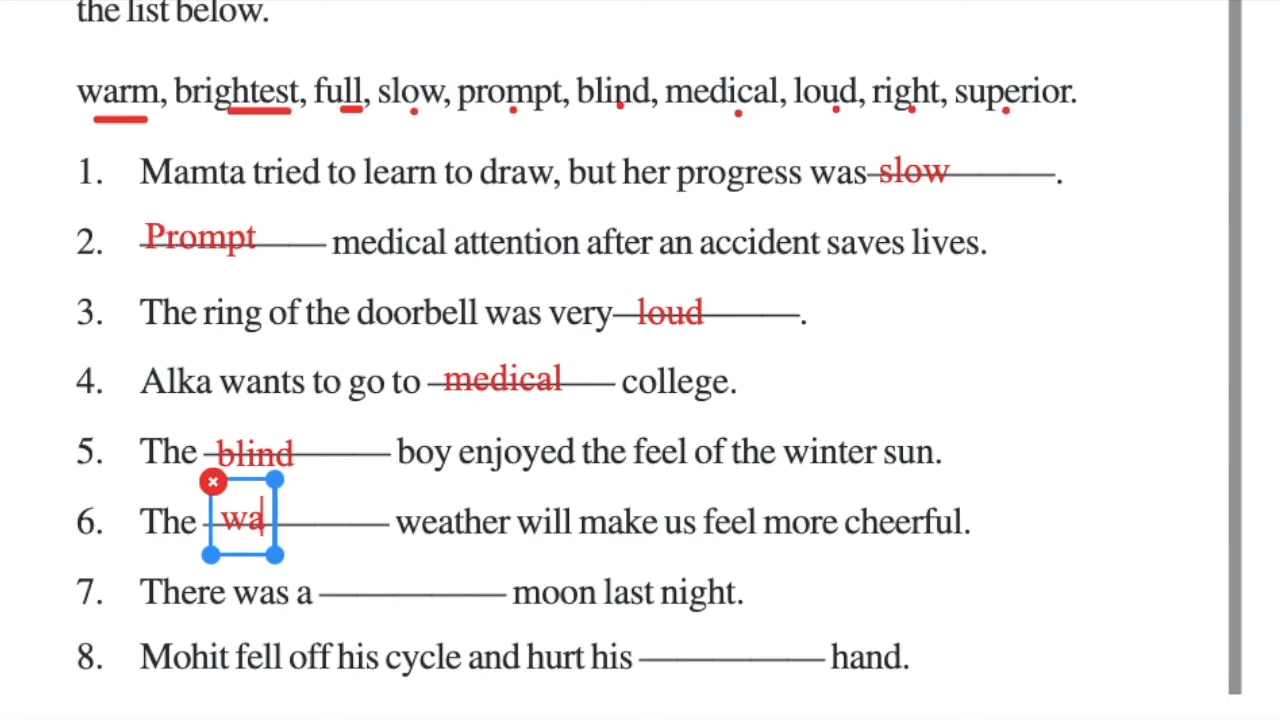 the list below.
warm, brightest, full, slow, prompt, blind, medical, loud, right, superior.
1. Mamta tried to learn to draw, but her progress was slow.
2. Prompt medical attention after an accident saves lives.
3. The ring of the doorbell was very loud.
4. Alka wants to go to medical college.
5. The blind boy enjoyed the feel of the winter sun.
6. The wa weather will make us feel more cheerful.
7. There was a ———— moon last night.
8. Mohit fell off his cycle and hurt his ———— hand.